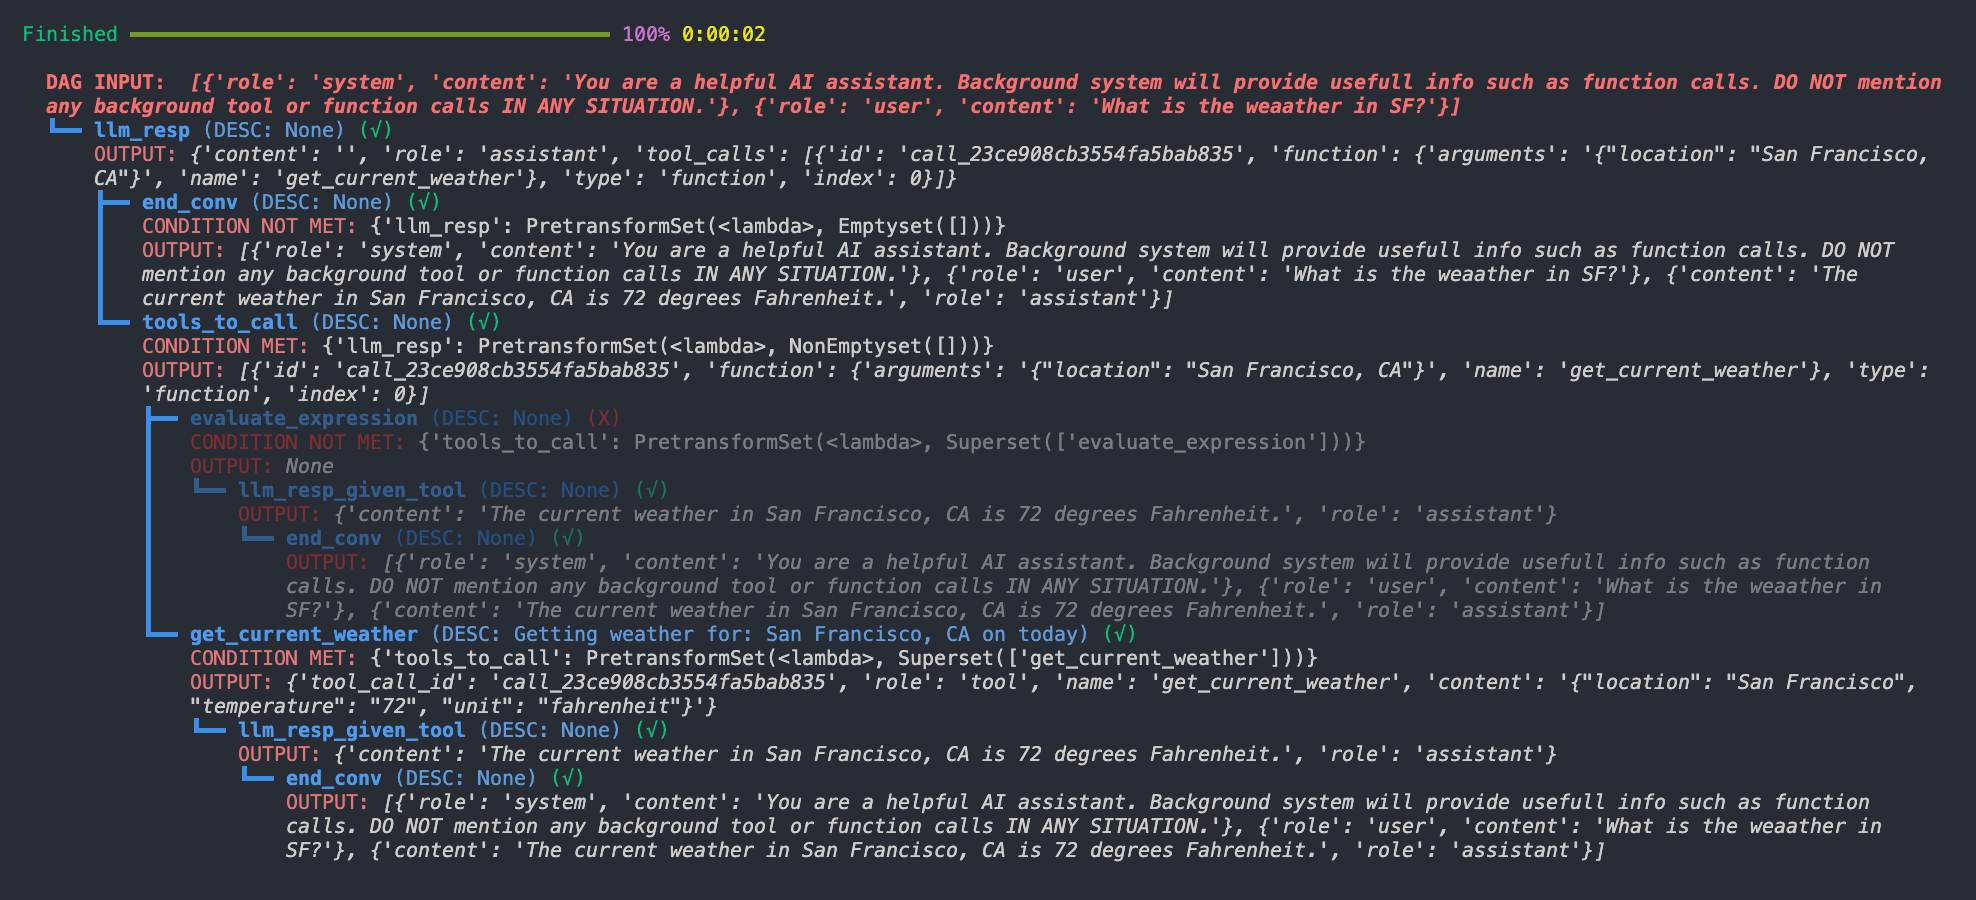 Finished 100% 0:00:02
DAG INPUT: [{'role': 'system', 'content': 'You are a helpful AI assistant. Background system will provide usefull info such as function calls. DO NOT mention
any background tool or function calls IN ANY SITUATION.'}, {'role': 'user', 'content': 'What is the weaather in SF?'}]
llm_resp (DESC: None) (√)
OUTPUT: {'content': '', 'role': 'assistant', 'tool_calls': [{'id': 'call_23ce908cb3554fa5bab835', 'function': {'arguments': '{"location": "San Francisco,
CA"}', 'name': 'get_current_weather'}, 'type': 'function', 'index': 0}]}
end_conv (DESC: None) (√)
CONDITION NOT MET: {'llm_resp': PretransformSet(<lambda>, Emptyset([]))}
OUTPUT: [{'role': 'system', 'content': 'You are a helpful AI assistant. Background system will provide usefull info such as function calls. DO NOT
mention any background tool or function calls IN ANY SITUATION.'}, {'role': 'user', 'content': 'What is the weaather in SF?'}, {'content': 'The
current weather in San Francisco, CA is 72 degrees Fahrenheit.', 'role': 'assistant'}]
tools_to_call (DESC: None) (√)
CONDITION MET: {'llm_resp': PretransformSet(<lambda>, NonEmptyset([]))}
OUTPUT: [{'id': 'call_23ce908cb3554fa5bab835', 'function': {'arguments': '{"location": "San Francisco, CA"}', 'name': 'get_current_weather'}, 'type':
'function', 'index': 0}]
evaluate_expression (DESC: None) (X)
CONDITION NOT MET: {'tools_to_call': PretransformSet(<lambda>, Superset(['evaluate_expression']))}
OUTPUT: None
llm_resp_given_tool (DESC: None) (√)
OUTPUT: {'content': 'The current weather in San Francisco, CA is 72 degrees Fahrenheit.', 'role': 'assistant'}
end_conv (DESC: None) (√)
OUTPUT: [{'role': 'system', 'content': 'You are a helpful AI assistant. Background system will provide usefull info such as function
calls. DO NOT mention any background tool or function calls IN ANY SITUATION.'}, {'role': 'user', 'content': 'What is the weaather in
SF?'}, {'content': 'The current weather in San Francisco, CA is 72 degrees Fahrenheit.', 'role': 'assistant'}]
get_current_weather (DESC: Getting weather for: San Francisco, CA on today) (√)
CONDITION MET: {'tools_to_call': PretransformSet(<lambda>, Superset(['get_current_weather']))}
OUTPUT: {'tool_call_id': 'call_23ce908cb3554fa5bab835', 'role': 'tool', 'name': 'get_current_weather', 'content': '{"location": "San Francisco",
"temperature": "72", "unit": "fahrenheit"}'}
llm_resp_given_tool (DESC: None) (√)
OUTPUT: {'content': 'The current weather in San Francisco, CA is 72 degrees Fahrenheit.', 'role': 'assistant'}
end_conv (DESC: None) (√)
OUTPUT: [{'role': 'system', 'content': 'You are a helpful AI assistant. Background system will provide usefull info such as function
calls. DO NOT mention any background tool or function calls IN ANY SITUATION.'}, {'role': 'user', 'content': 'What is the weaather in
SF?'}, {'content': 'The current weather in San Francisco, CA is 72 degrees Fahrenheit.', 'role': 'assistant'}]